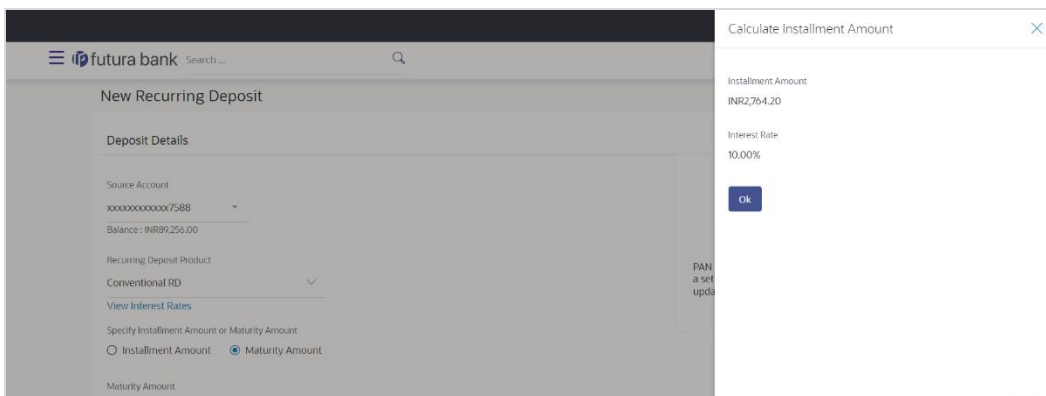 futura bank Search ...
New Recurring Deposit
Deposit Details
Source Account
xxxxxxxxxxxx7588
Balance : INR89,256.00
Recurring Deposit Product
Conventional RD
View Interest Rates
Specify Installment Amount or Maturity Amount
Installment Amount Maturity Amount
Maturity Amount
PAN
a set
upda
Calculate Installment Amount
Installment Amount
INR2,764.20
Interest Rate
10.00%
Ok